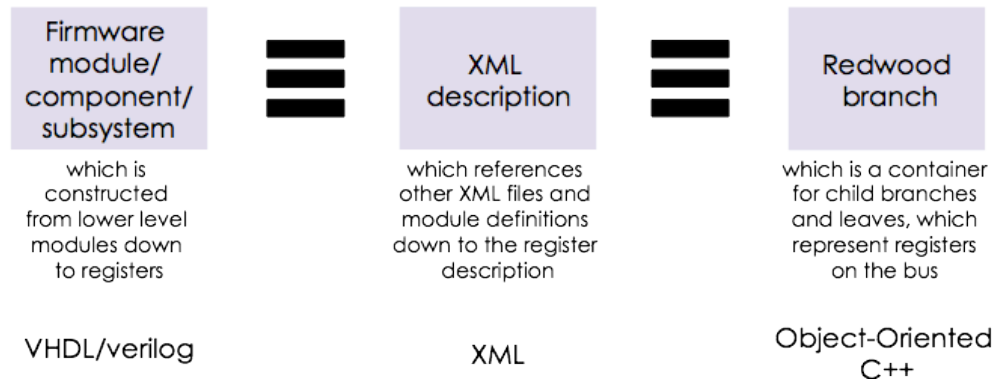 Firmware
module/
component/
subsystem
which is
constructed
from lower level
modules down
to registers
VHDL/verilog
XML
description
which references
other XML files and
module definitions
down to the register
description
XML
Redwood
branch
which is a container
for child branches
and leaves, which
represent registers
on the bus
Object-Oriented
C++